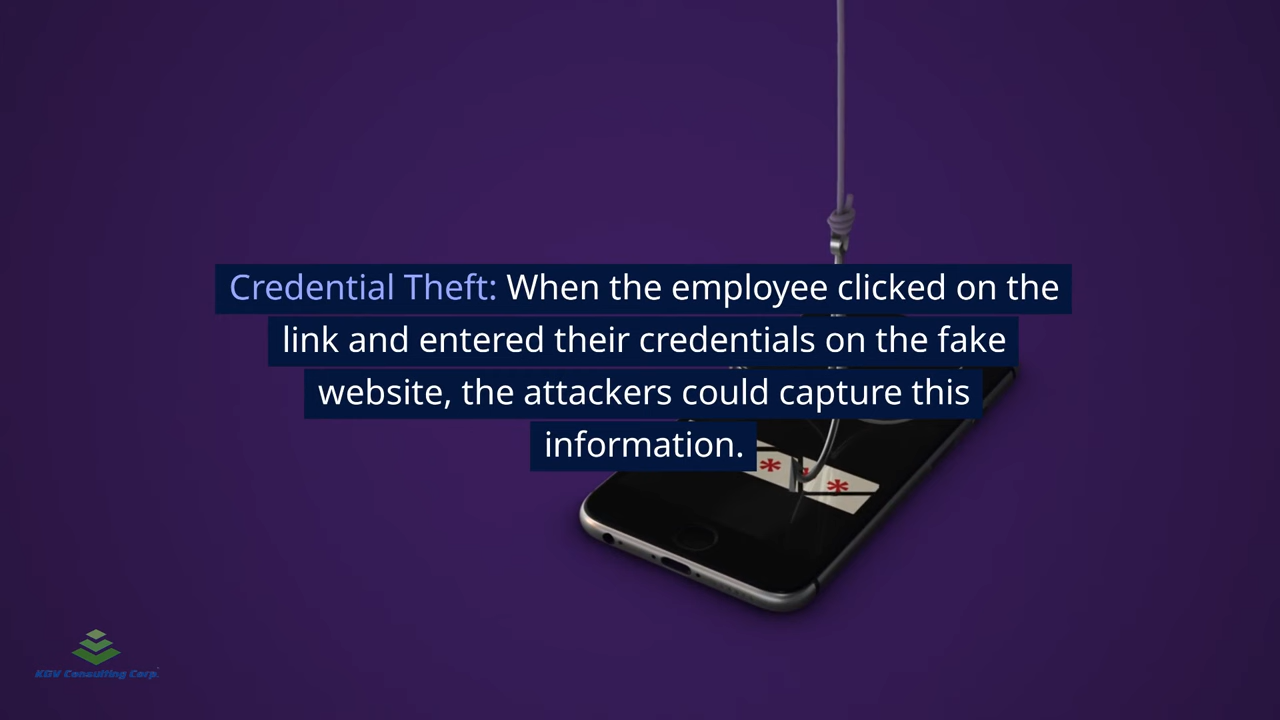 Credential Theft: When the employee clicked on the
link and entered their credentials on the fake
website, the attackers could capture this
information.
* *
KGV Consulting Corp.